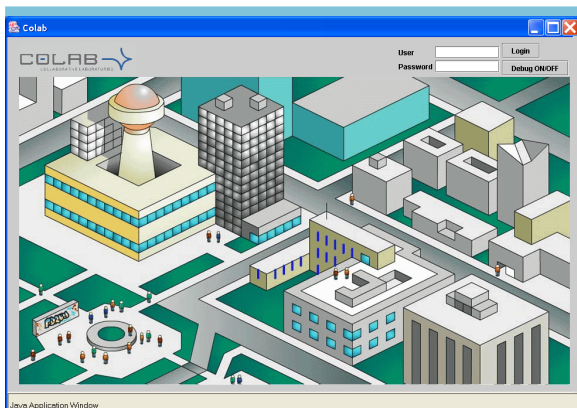 Colab
User
Login
COLAB
COLLABORATIVE LABORATORIES
Password
Debug ON/OFF
Java Application Window